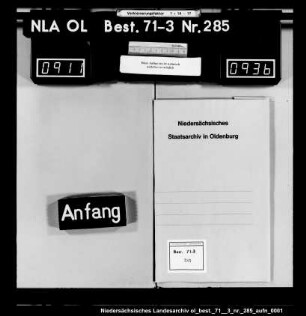 NLA OL Best. 71-3 Nr. 285
0911
0936
Niedersächsisches
Staatsarchiv in Oldenburg
Anfang
Best. 71-3
Niedersächsisches Landesarchiv ol_best_71__3_nr_285_aufn_0001